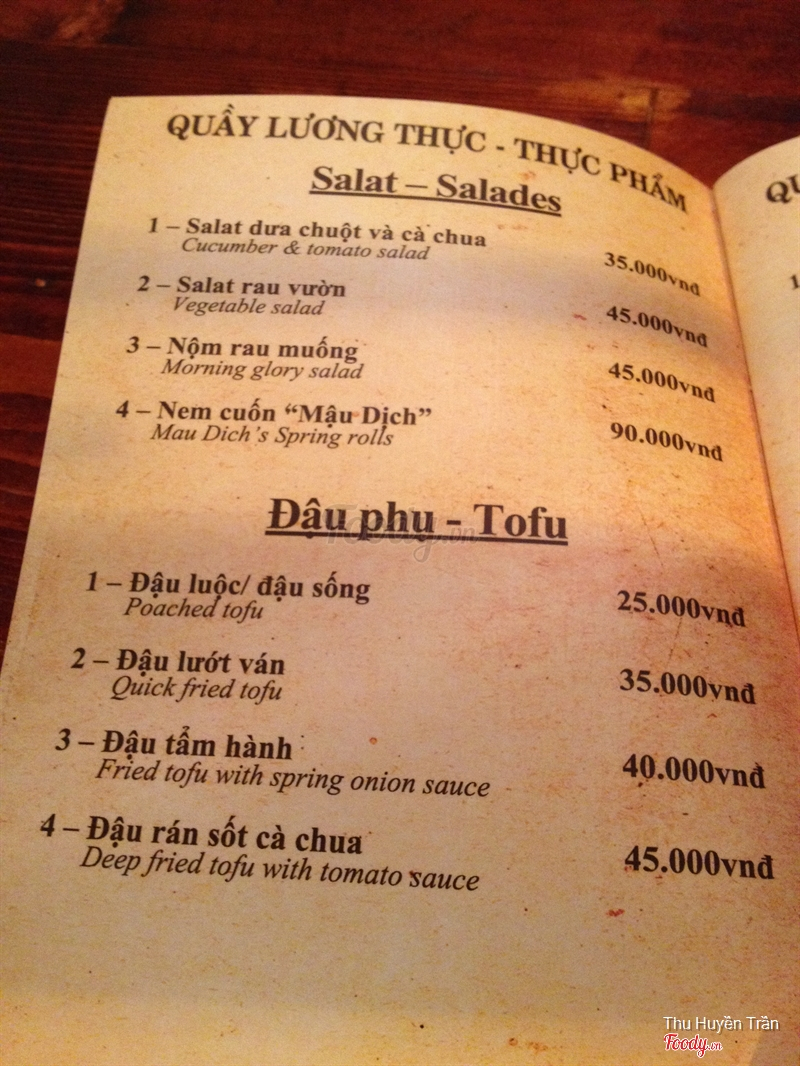 QUẦY LƯƠNG THỰC - THỰC PHẨM
Salat – Salades
1 – Salat dưa chuột và cà chua
Cucumber & tomato salad
35.000vnđ
2 – Salat rau vườn
Vegetable salad
45.000vnđ
3 – Nộm rau muống
Morning glory salad
45.000vnđ
4 – Nem cuốn “Mậu Dịch”
Mau Dich’s Spring rolls
90.000vnđ
Đậu phụ - Tofu
1 – Đậu luộc/ đậu sống
Poached tofu
25.000vnđ
2 – Đậu lướt ván
Quick fried tofu
35.000vnđ
3 – Đậu tẩm hành
Fried tofu with spring onion sauce
40.000vnđ
4 – Đậu rán sốt cà chua
Deep fried tofu with tomato sauce
45.000vnđ
QU
1
Thu Huyền Trần
Foody.vn